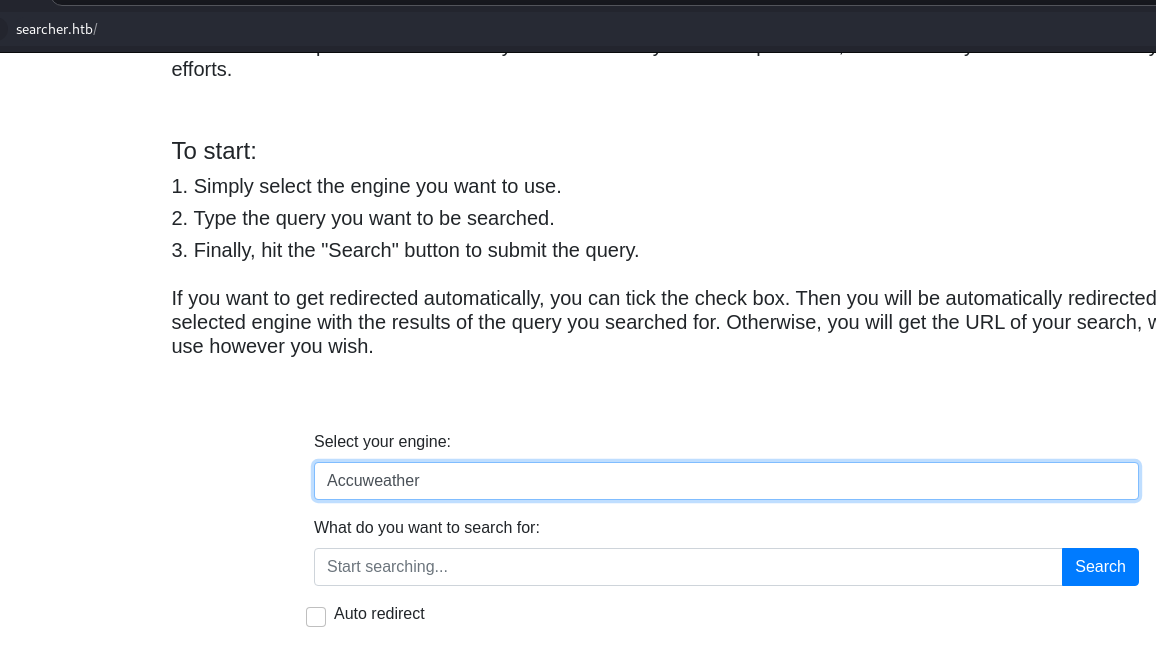 searcher.htb/
efforts.
To start:
1. Simply select the engine you want to use.
2. Type the query you want to be searched.
3. Finally, hit the "Search" button to submit the query.
If you want to get redirected automatically, you can tick the check box. Then you will be automatically redirected
selected engine with the results of the query you searched for. Otherwise, you will get the URL of your search,
use however you wish.
Select your engine:
Accuweather
What do you want to search for:
Start searching...
Search
Auto redirect